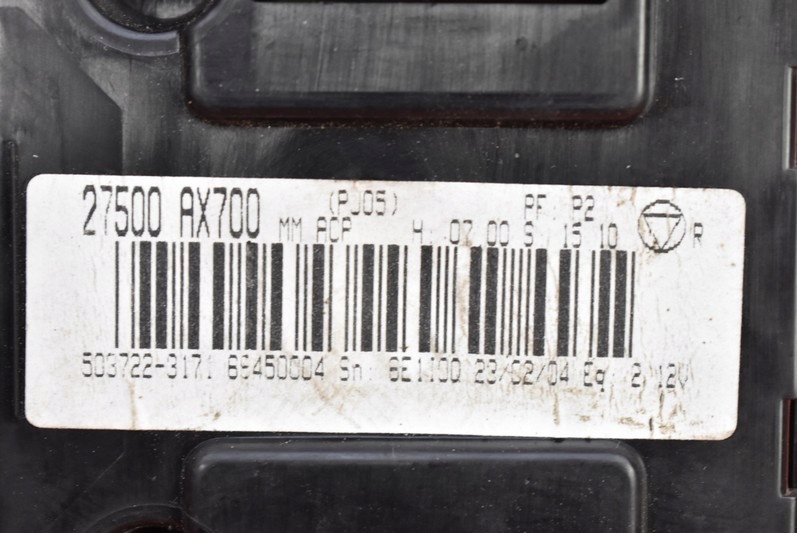 27500 AX700 (PJ05) PF. P2
MM ACP H. 07.00 S. 15 10 R
503722-3171 69450004 Sn. 6E1100 23/02/04 Eq. 2 12V